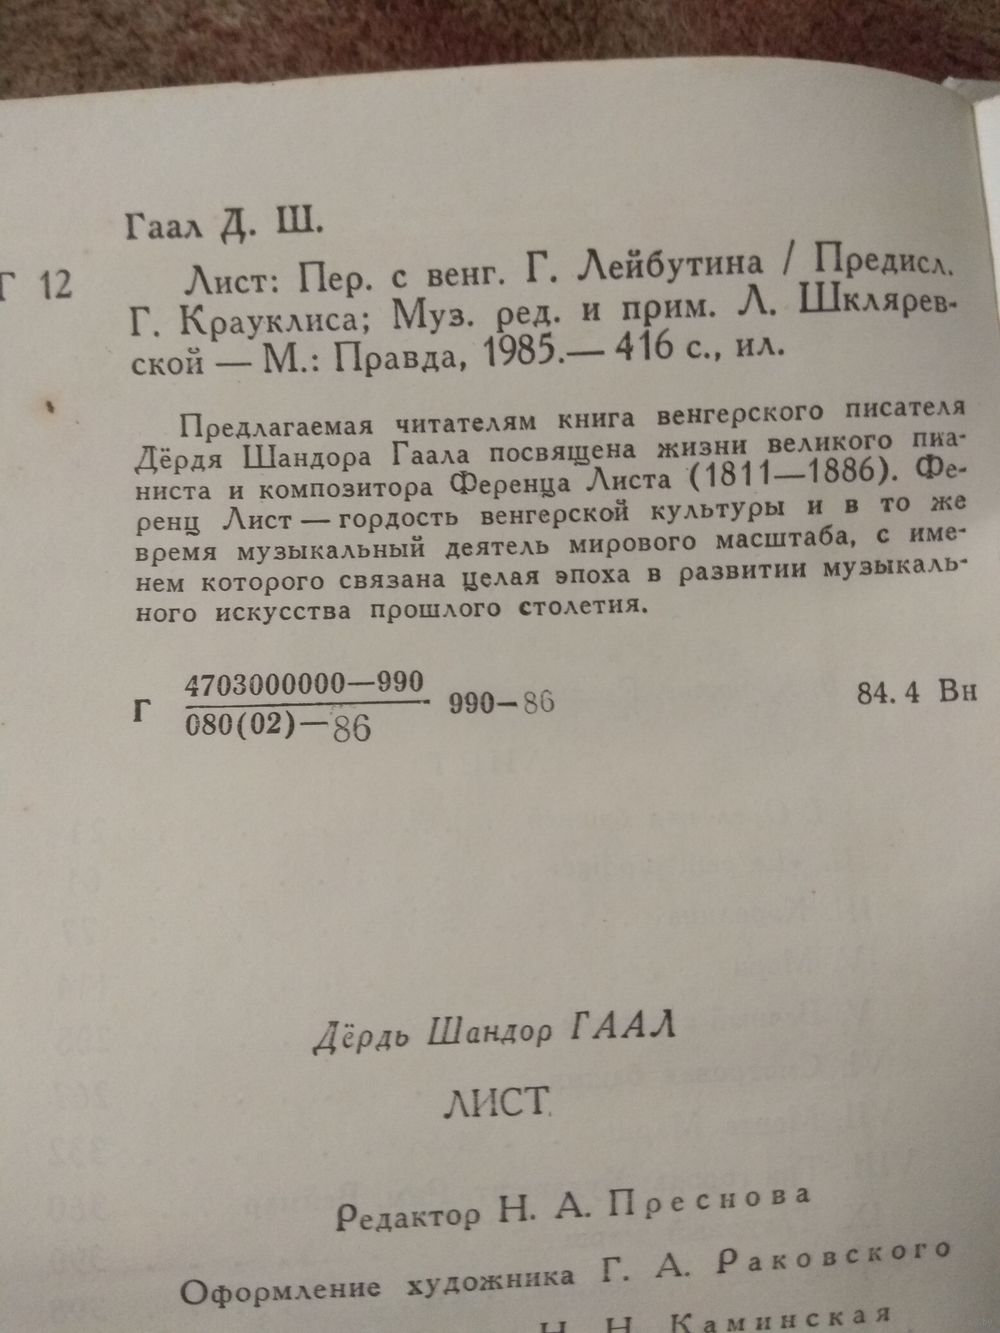 Гаал Д. Ш.
Г 12 Лист: Пер. с венг. Г. Лейбутина / Предисл.
Г. Крауклиса; Муз. ред. и прим. Л. Шклярев-
ской — М.: Правда, 1985.— 416 с., ил.
Предлагаемая читателям книга венгерского писателя
Дёрдя Шандора Гаала посвящена жизни великого пиа-
ниста и композитора Ференца Листа (1811—1886). Фе-
ренц Лист — гордость венгерской культуры и в то же
время музыкальный деятель мирового масштаба, с име-
нем которого связана целая эпоха в развитии музыкаль-
ного искусства прошлого столетия.
4703000000—990
Г 990—86 84.4 Вн
080(02)—86
Дёрдь Шандор ГААЛ
ЛИСТ
Редактор Н. А. Преснова
Оформление художника Г. А. Раковского
Н. Н. Каминская